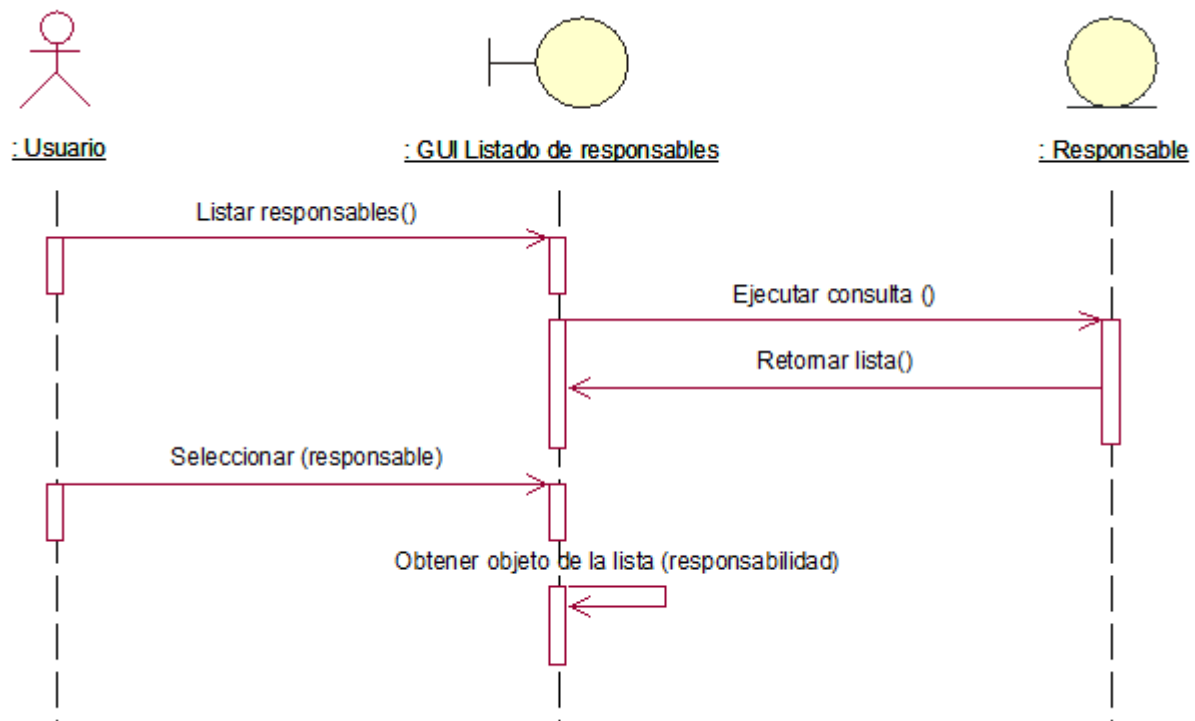 : Usuario
: GUI Listado de responsables
: Responsable
Listar responsables()
Ejecutar consulta ()
Retornar lista()
Seleccionar (responsable)
Obtener objeto de la lista (responsabilidad)